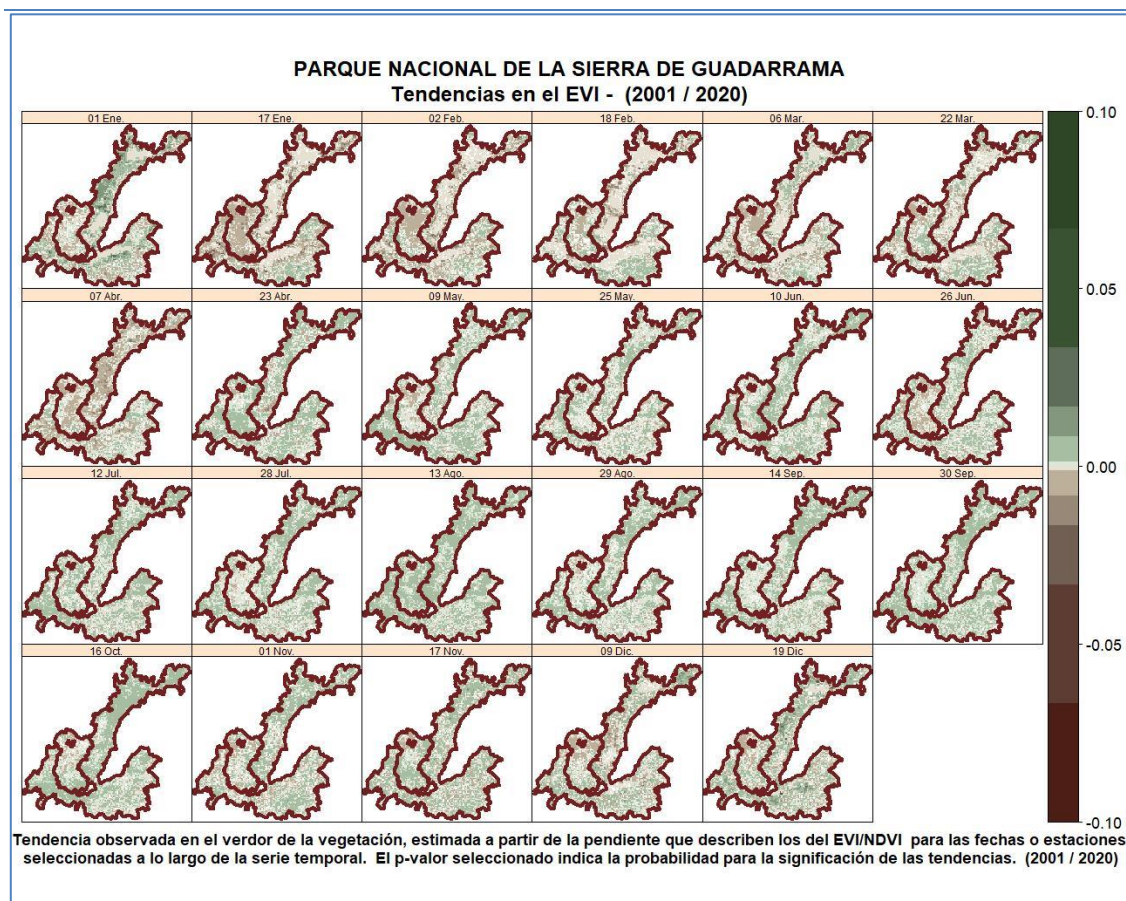 PARQUE NACIONAL DE LA SIERRA DE GUADARRAMA
Tendencias en el EVI - (2001 / 2020)
01 Ene. 17 Ene. 02 Feb. 18 Feb. 06 Mar. 22 Mar.
07 Abr. 23 Abr. 09 May. 25 May. 10 Jun. 26 Jun.
12 Jul. 28 Jul. 13 Ago. 29 Ago. 14 Sep. 30 Sep.
16 Oct. 01 Nov. 17 Nov. 09 Dic. 19 Dic
0.10
0.05
0.00
-0.05
-0.10
Tendencia observada en el verdor de la vegetación, estimada a partir de la pendiente que describen los del EVI/NDVI para las fechas o estaciones
seleccionadas a lo largo de la serie temporal. El p-valor seleccionado indica la probabilidad para la significación de las tendencias. (2001 / 2020)